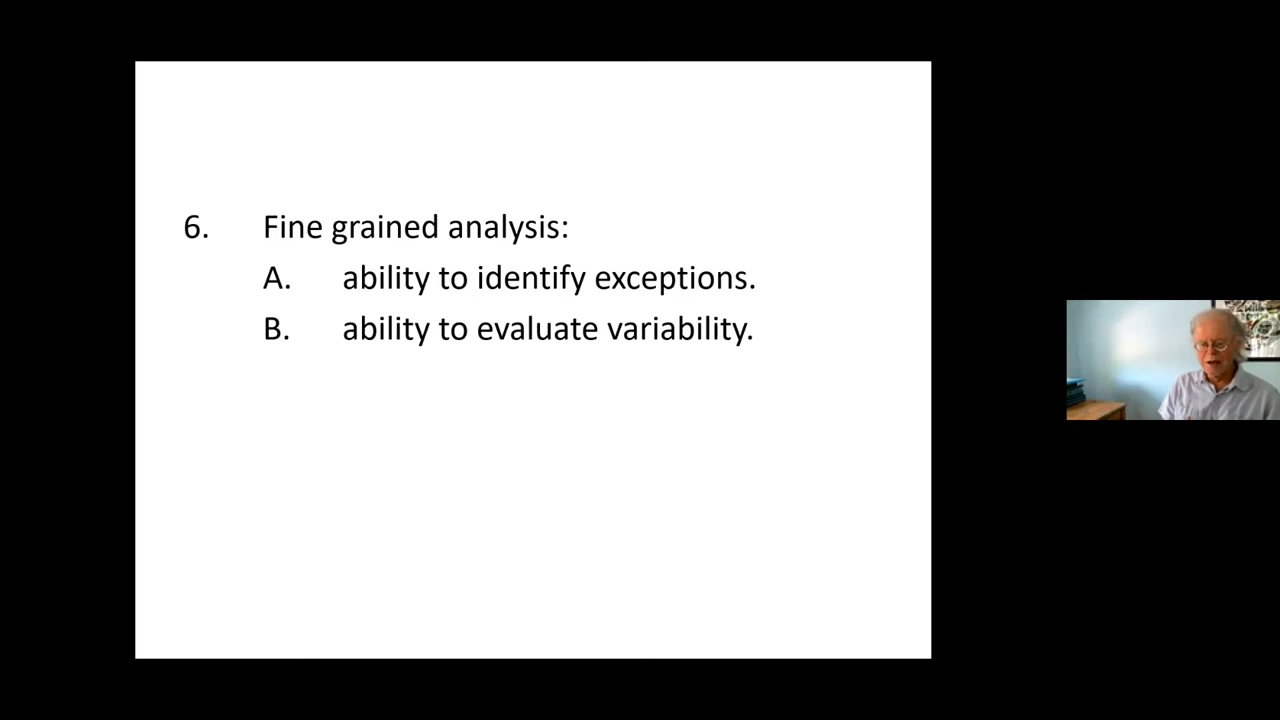 6. Fine grained analysis:
A. ability to identify exceptions.
B. ability to evaluate variability.